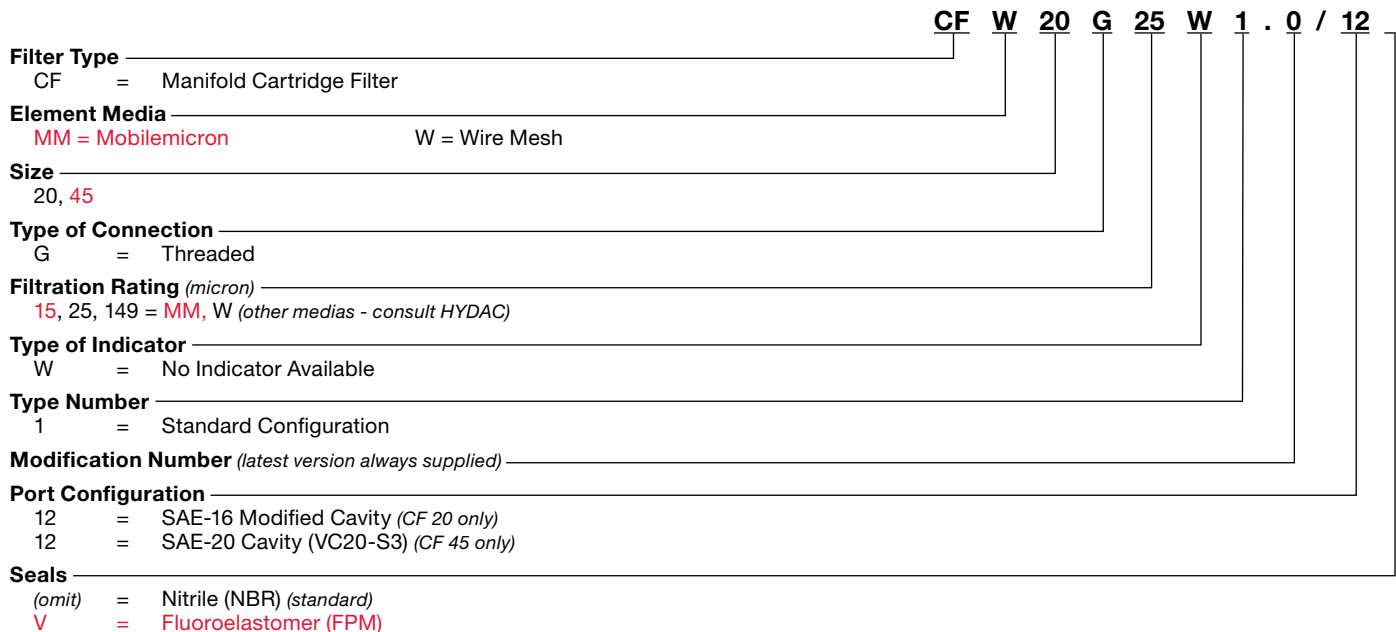 CF W 20 G 25 W 1 . 0 / 12
Filter Type
CF = Manifold Cartridge Filter
Element Media
MM = Mobilemicron W = Wire Mesh
Size
20, 45
Type of Connection
G = Threaded
Filtration Rating (micron)
15, 25, 149 = MM, W (other medias - consult HYDAC)
Type of Indicator
W = No Indicator Available
Type Number
1 = Standard Configuration
Modification Number (latest version always supplied)
Port Configuration
12 = SAE-16 Modified Cavity (CF 20 only)
12 = SAE-20 Cavity (VC20-S3) (CF 45 only)
Seals
(omit) = Nitrile (NBR) (standard)
V = Fluoroelastomer (FPM)